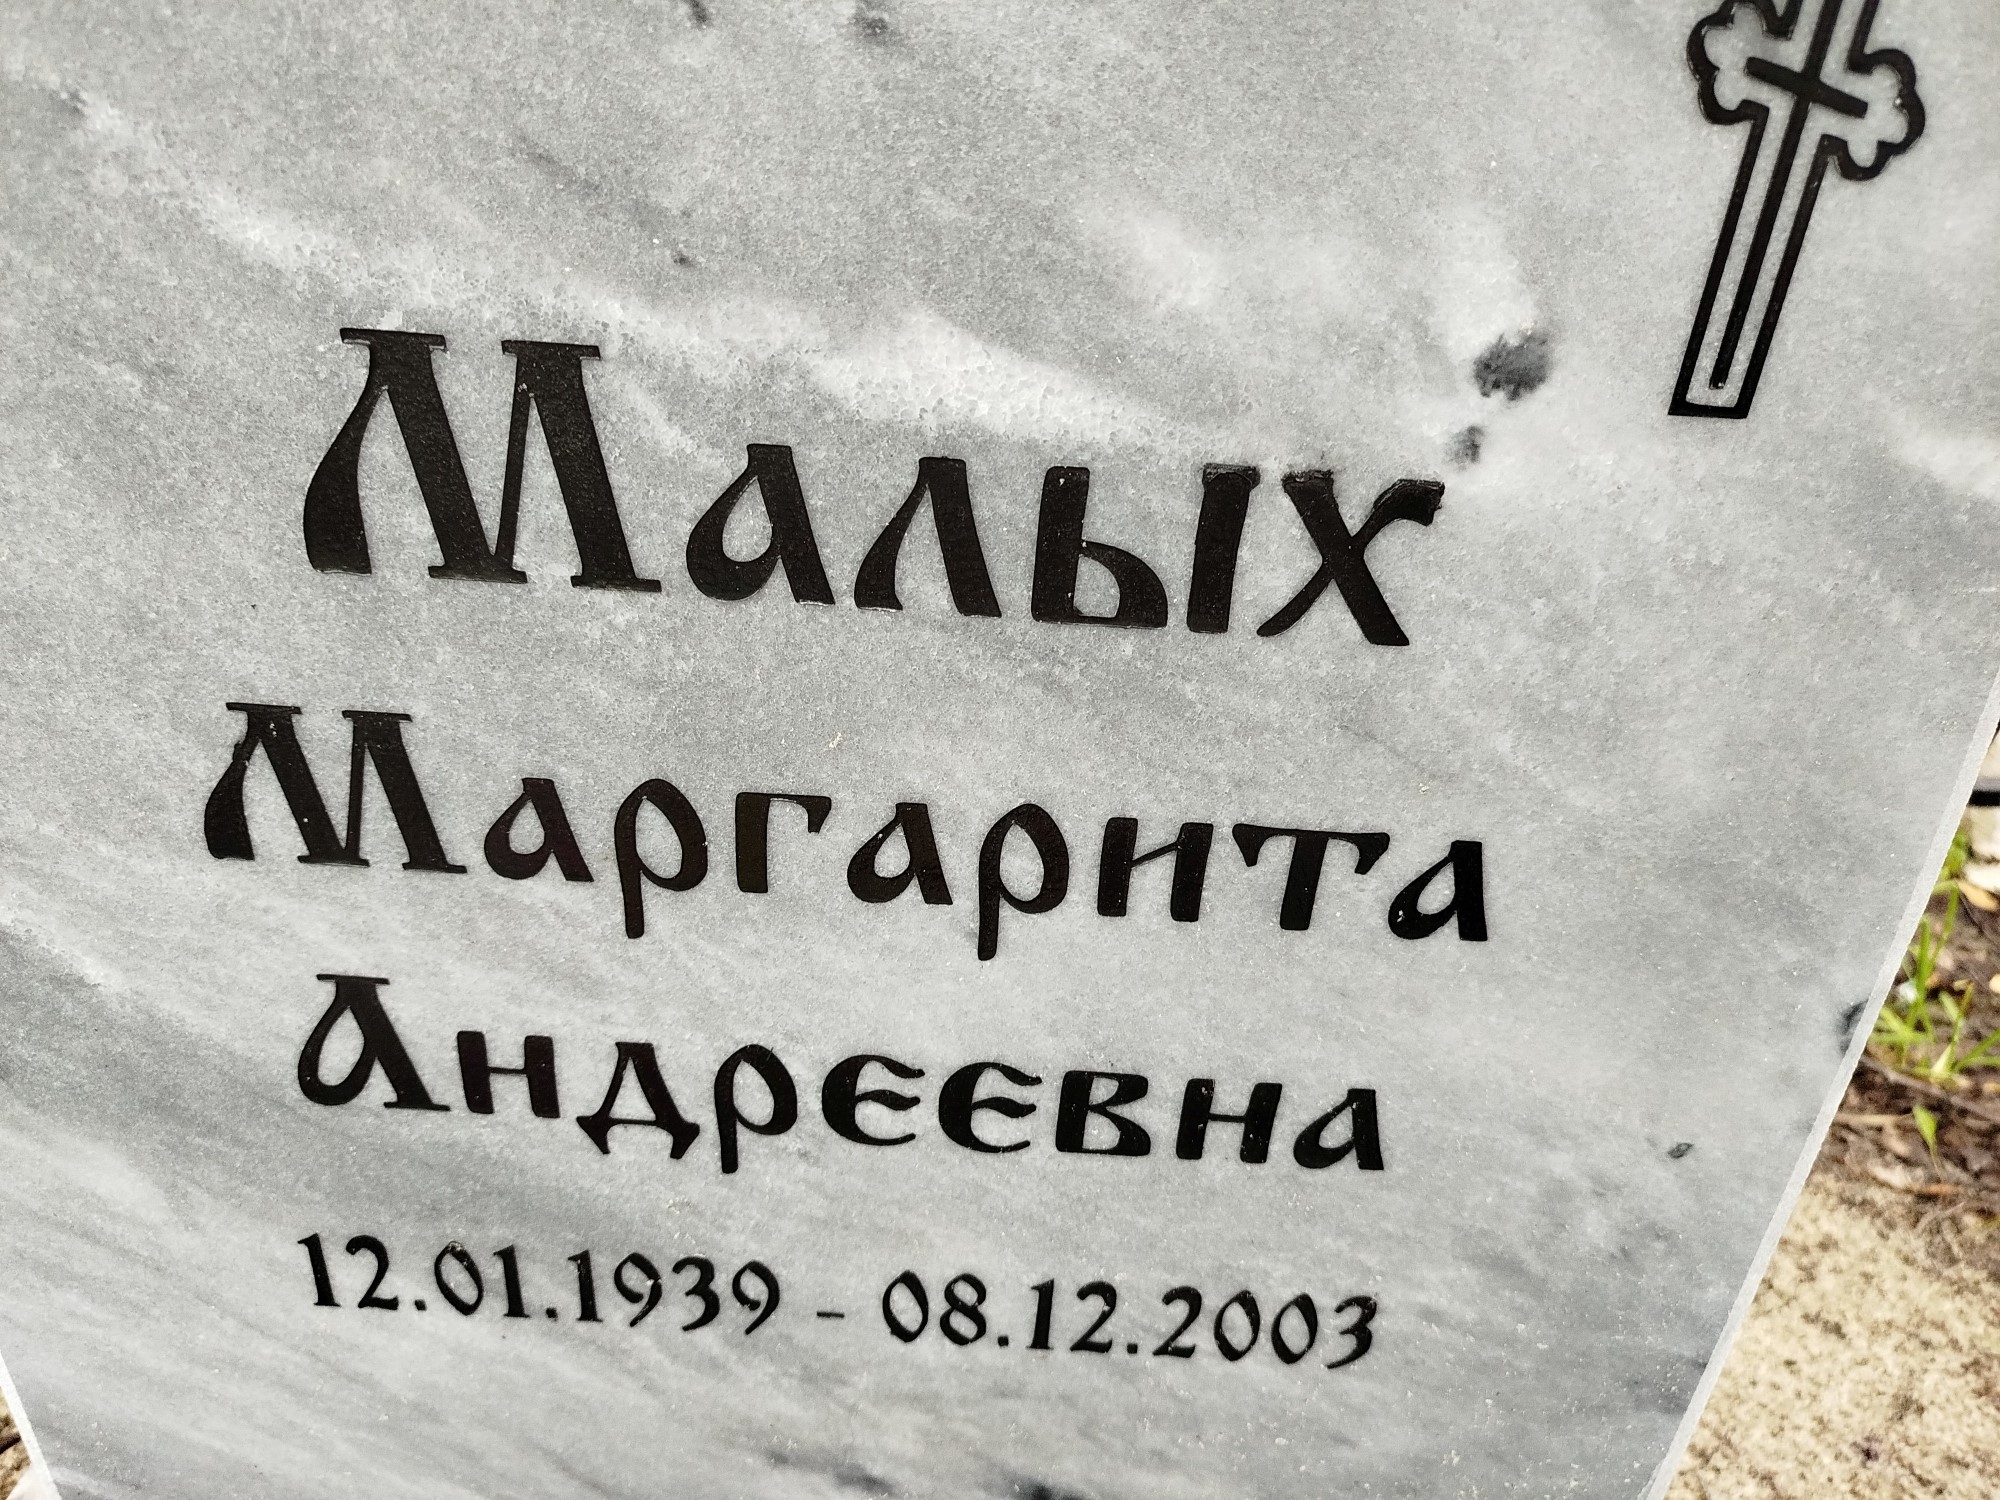 Малых
Маргарита
Андреевна
12.01.1939 - 08.12.2003